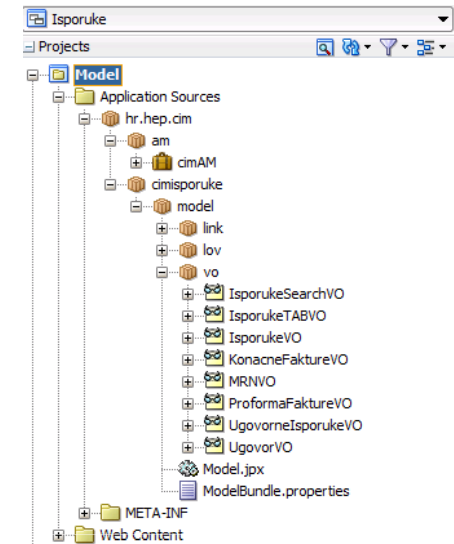 Isporuke
Projects
Model
Application Sources
hr.hep.cim
am
cimAM
cimisporuke
model
link
lov
vo
IsporukeSearchVO
IsporukeTABVO
IsporukeVO
KonacneFaktureVO
MRNVO
ProformaFaktureVO
UgovorneIsporukeVO
UgovorVO
Model.jpx
ModelBundle.properties
META-INF
Web Content